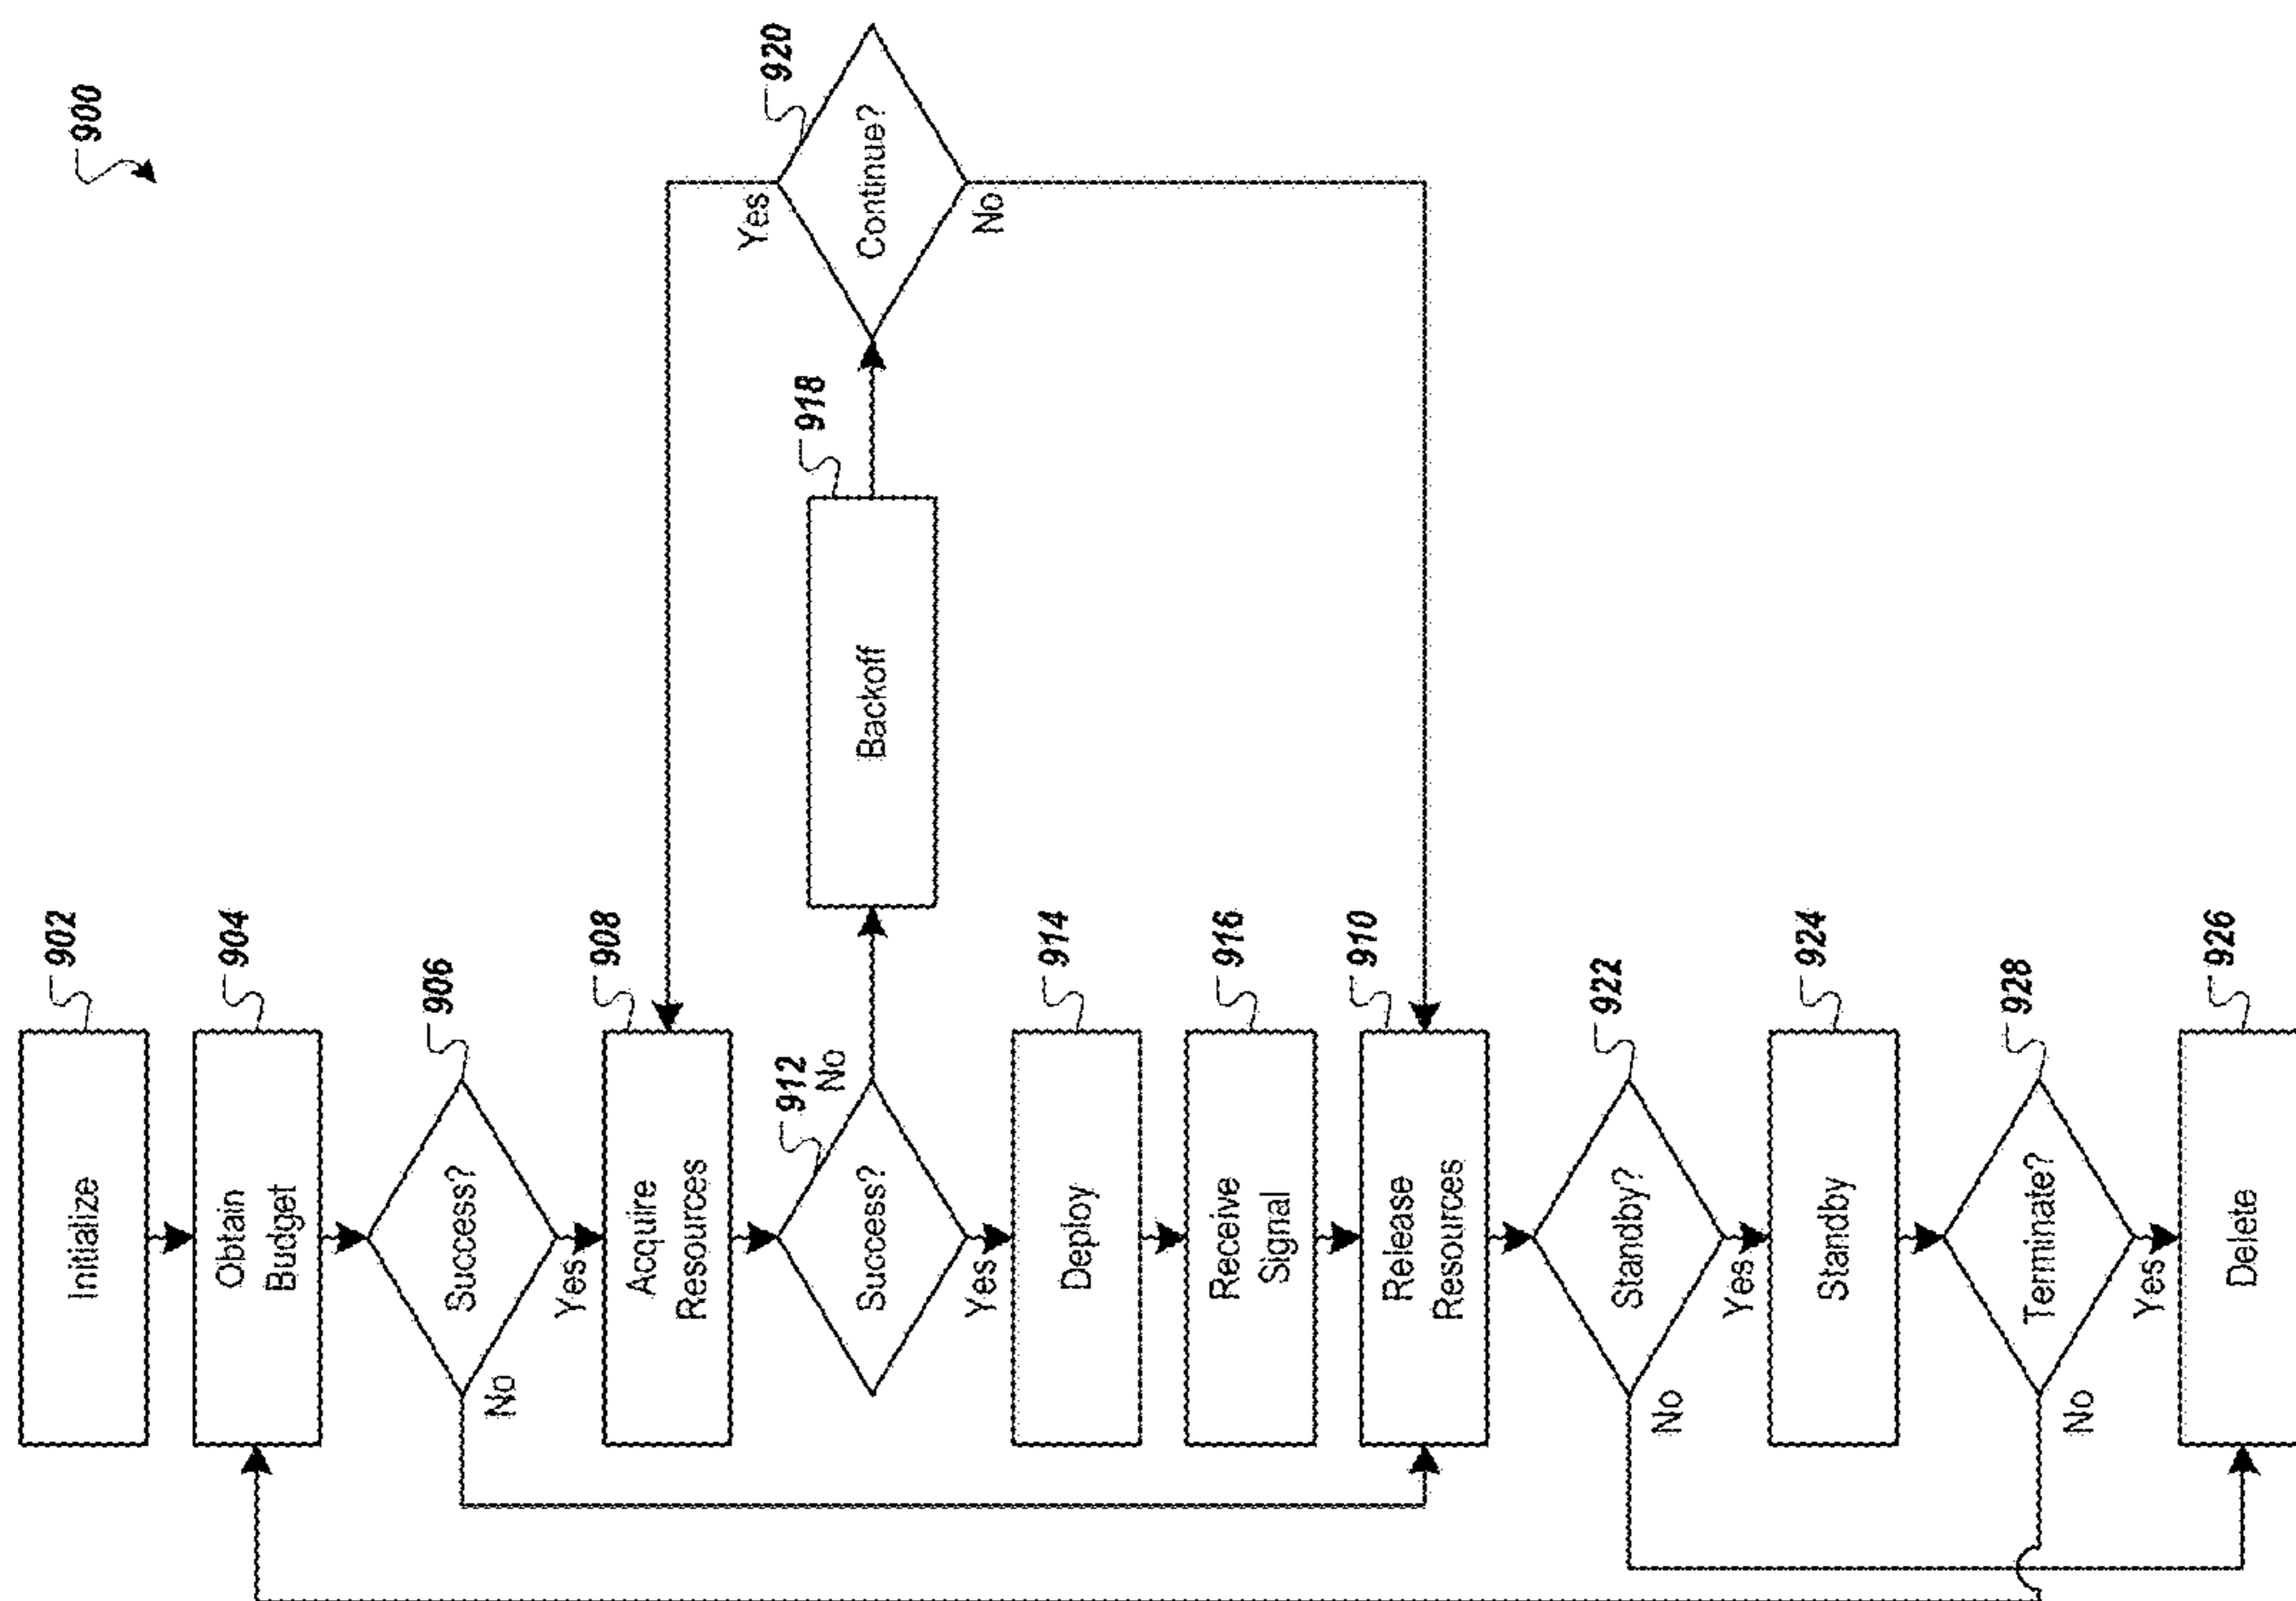 900
902
Initialize
904
Obtain
Budget
906
Success?
No
Yes
908
Acquire
Resources
912
Success?
No
Yes
918
Backoff
920
Continue?
Yes
No
914
Deploy
916
Receive
Signal
910
Release
Resources
922
Standby?
No
Yes
924
Standby
928
Terminate?
No
Yes
926
Delete